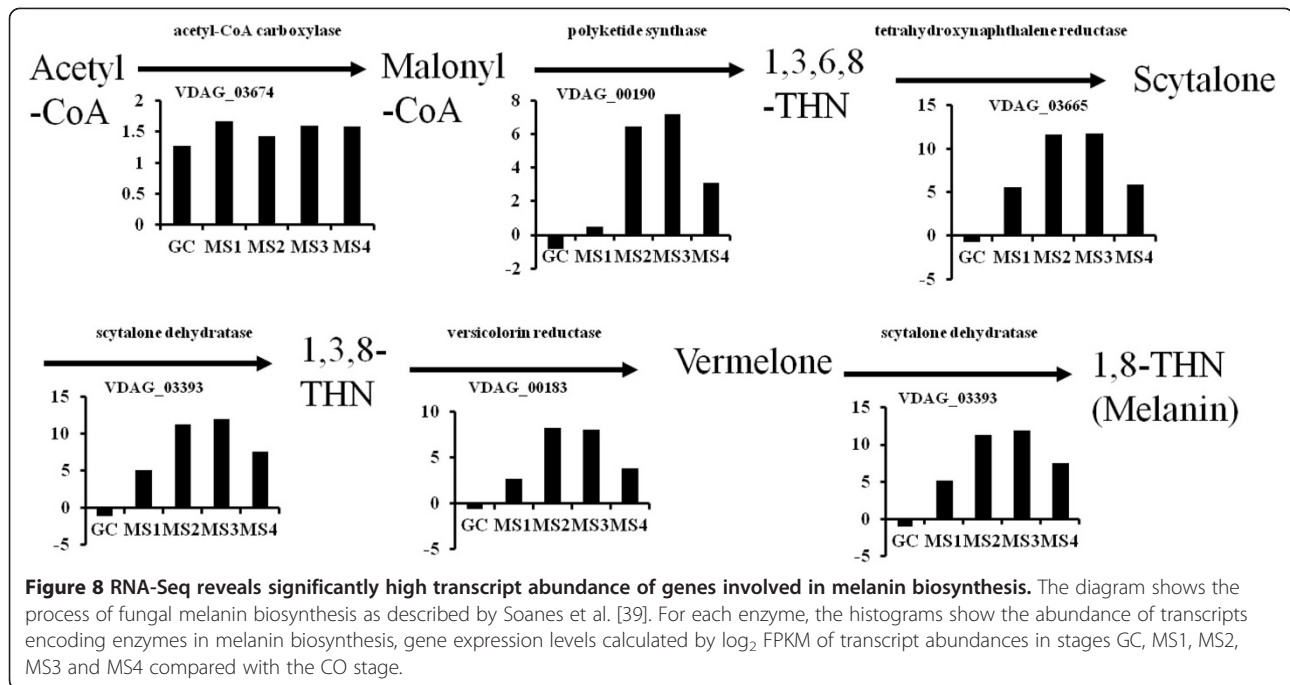 acetyl-CoA carboxylase
polyketide synthase
tetrahydroxynaphthalene reductase
Acetyl
-CoA
Malonyl
-CoA
1,3,6,8
-THN
Scytalone
VDAG_03674
2
1.5
1
0.5
0
GC MS1 MS2 MS3 MS4
VDAG_00190
8
6
4
2
0
-2
GC MS1 MS2 MS3 MS4
VDAG_03665
15
10
5
0
-5
GC MS1 MS2 MS3 MS4
scytalone dehydratase
versicolorin reductase
scytalone dehydratase
1,3,8-
THN
Vermelone
1,8-THN
(Melanin)
VDAG_03393
15
10
5
0
-5
GC MS1 MS2 MS3 MS4
VDAG_00183
10
5
0
-5
GC MS1 MS2 MS3 MS4
VDAG_03393
15
10
5
0
-5
GC MS1 MS2 MS3 MS4
Figure 8 RNA-Seq reveals significantly high transcript abundance of genes involved in melanin biosynthesis. The diagram shows the
process of fungal melanin biosynthesis as described by Soanes et al. [39]. For each enzyme, the histograms show the abundance of transcripts
encoding enzymes in melanin biosynthesis, gene expression levels calculated by log₂ FPKM of transcript abundances in stages GC, MS1, MS2,
MS3 and MS4 compared with the CO stage.